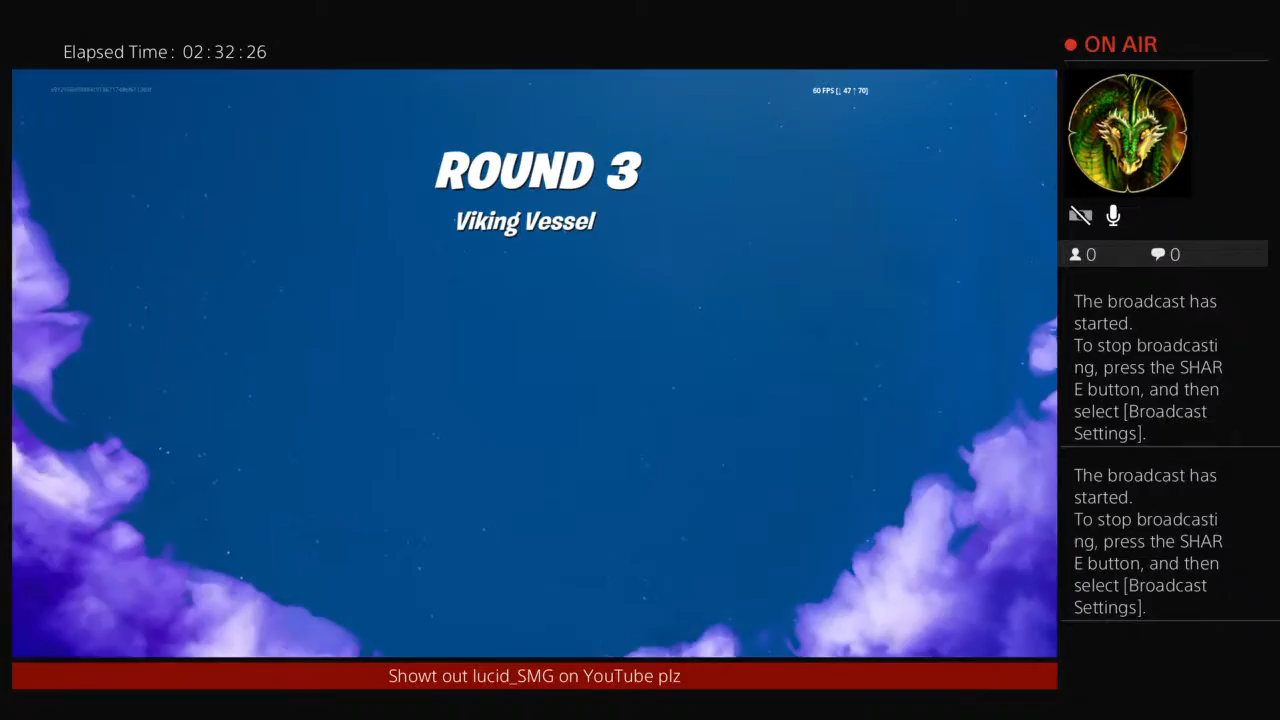 Elapsed Time: 02:32:26
ON AIR
60 FPS [↓ 47 ↑ 70]
ROUND 3
Viking Vessel
0
0
The broadcast has
started.
To stop broadcasti
ng, press the SHAR
E button, and then
select [Broadcast
Settings].
The broadcast has
started.
To stop broadcasti
ng, press the SHAR
E button, and then
select [Broadcast
Settings].
Showt out lucid_SMG on YouTube plz